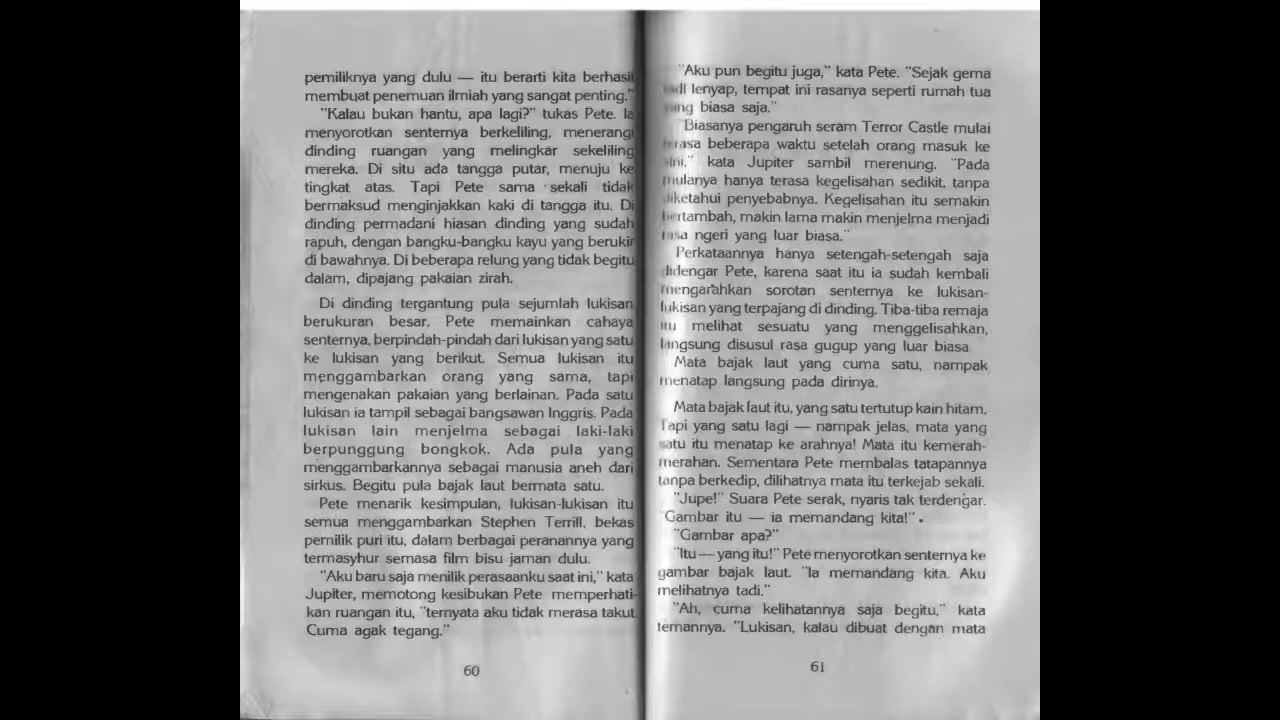 pemiliknya yang dulu — itu berarti kita berhasil
membuat penemuan ilmiah yang sangat penting."
"Kalau bukan hantu, apa lagi?" tukas Pete. Ia
menyorotkan senternya berkeliling, menerangi
dinding ruangan yang melingkar sekeliling
mereka. Di situ ada tangga putar, menuju ke
tingkat atas. Tapi Pete sama sekali tidak
bermaksud menginjakkan kaki di tangga itu. Di
dinding permadani hiasan dinding yang sudah
rapuh, dengan bangku-bangku kayu yang berukir
di bawahnya. Di beberapa relung yang tidak begitu
dalam, dipajang pakaian zirah.
Di dinding tergantung pula sejumlah lukisan
berukuran besar. Pete memainkan cahaya
senternya, berpindah-pindah dari lukisan yang satu
ke lukisan yang berikut. Semua lukisan itu
menggambarkan orang yang sama, tapi
mengenakan pakaian yang berlainan. Pada satu
lukisan ia tampil sebagai bangsawan Inggris. Pada
lukisan lain menjelma sebagai laki-laki
berpunggung bongkok. Ada pula yang
menggambarkannya sebagai manusia aneh dari
sirkus. Begitu pula bajak laut bermata satu.
Pete menarik kesimpulan, lukisan-lukisan itu
semua menggambarkan Stephen Terrill, bekas
pemilik puri itu, dalam berbagai peranannya yang
termasyhur semasa film bisu jaman dulu.
"Aku baru saja menilik perasaanku saat ini," kata
Jupiter, memotong kesibukan Pete memperhati-
kan ruangan itu, "ternyata aku tidak merasa takut.
Cuma agak tegang."
60
"Aku pun begitu juga," kata Pete. "Sejak gema
tadi lenyap, tempat ini rasanya seperti rumah tua
yang biasa saja."
"Biasanya pengaruh seram Terror Castle mulai
terasa beberapa waktu setelah orang masuk ke
sini," kata Jupiter sambil merenung. "Pada
mulanya hanya terasa kegelisahan sedikit, tanpa
diketahui penyebabnya. Kegelisahan itu semakin
bertambah, makin lama makin menjelma menjadi
rasa ngeri yang luar biasa."
Perkataannya hanya setengah-setengah saja
didengar Pete, karena saat itu ia sudah kembali
mengarahkan sorotan senternya ke lukisan-
lukisan yang terpajang di dinding. Tiba-tiba remaja
itu melihat sesuatu yang menggelisahkan,
langsung disusul rasa gugup yang luar biasa
Mata bajak laut yang cuma satu, nampak
menatap langsung pada dirinya.
Mata bajak laut itu, yang satu tertutup kain hitam.
Tapi yang satu lagi — nampak jelas, mata yang
satu itu menatap ke arahnya! Mata itu kemerah-
merahan. Sementara Pete membalas tatapannya
tanpa berkedip, dilihatnya mata itu terkejab sekali.
"Jupe!" Suara Pete serak, nyaris tak terdengar.
"Gambar itu — ia memandang kita!"
"Gambar apa?"
"Itu — yang itu!" Pete menyorotkan senternya ke
gambar bajak laut. "Ia memandang kita. Aku
melihatnya tadi."
"Ah, cuma kelihatannya saja begitu," kata
temannya. "Lukisan, kalau dibuat dengan mata
61